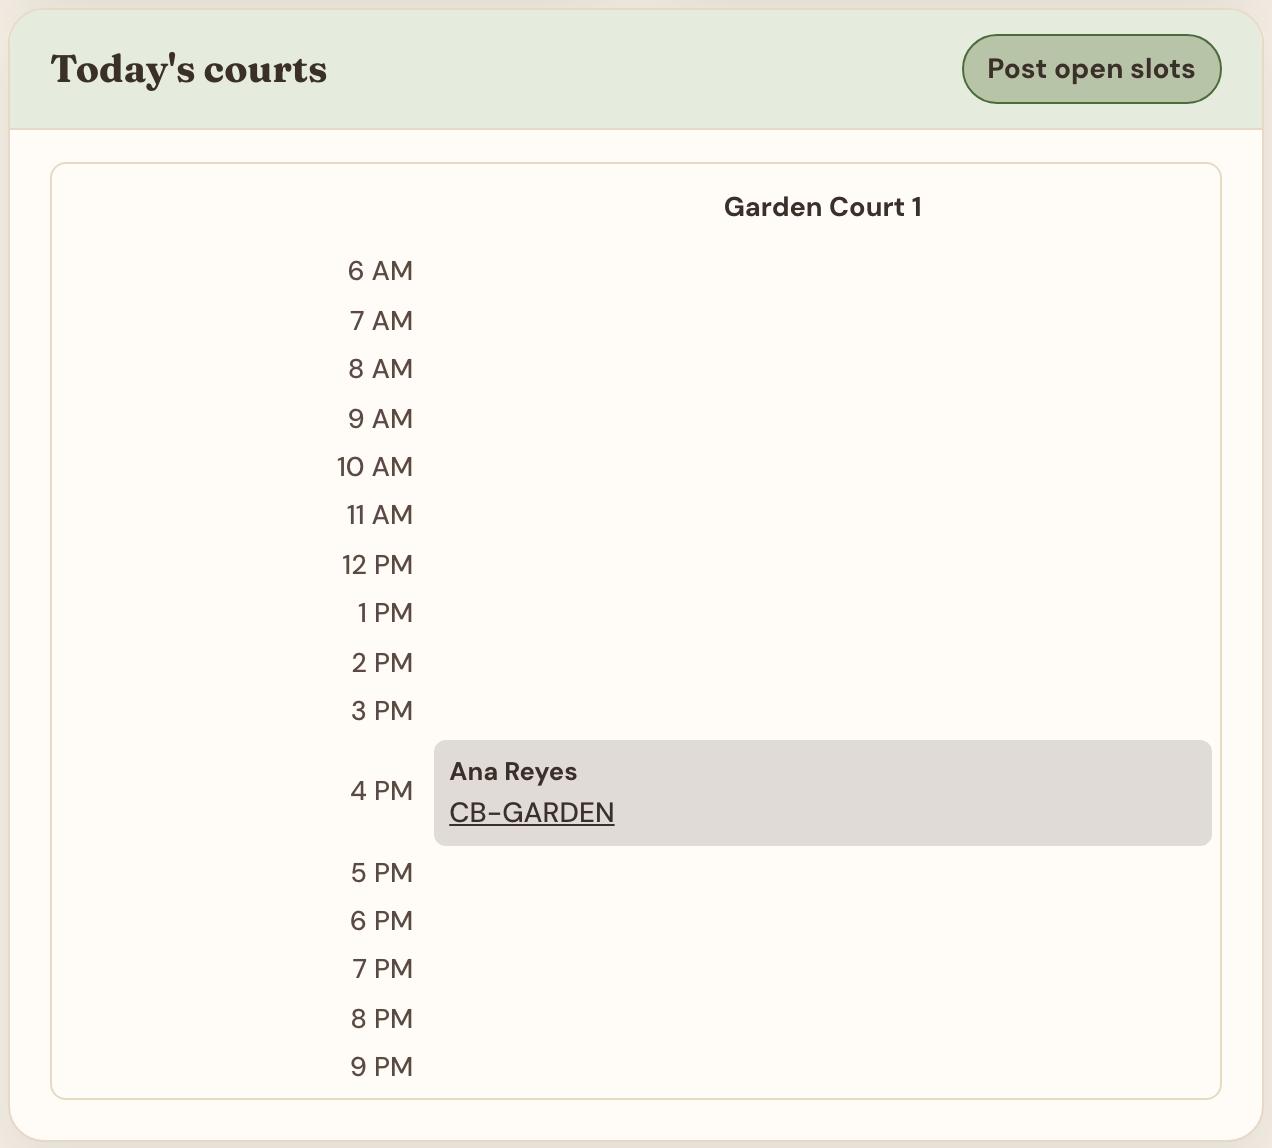 Today's courts
Post open slots
Garden Court 1
6 AM
7 AM
8 AM
9 AM
10 AM
11 AM
12 PM
1 PM
2 PM
3 PM
4 PM
Ana Reyes
CB-GARDEN
5 PM
6 PM
7 PM
8 PM
9 PM